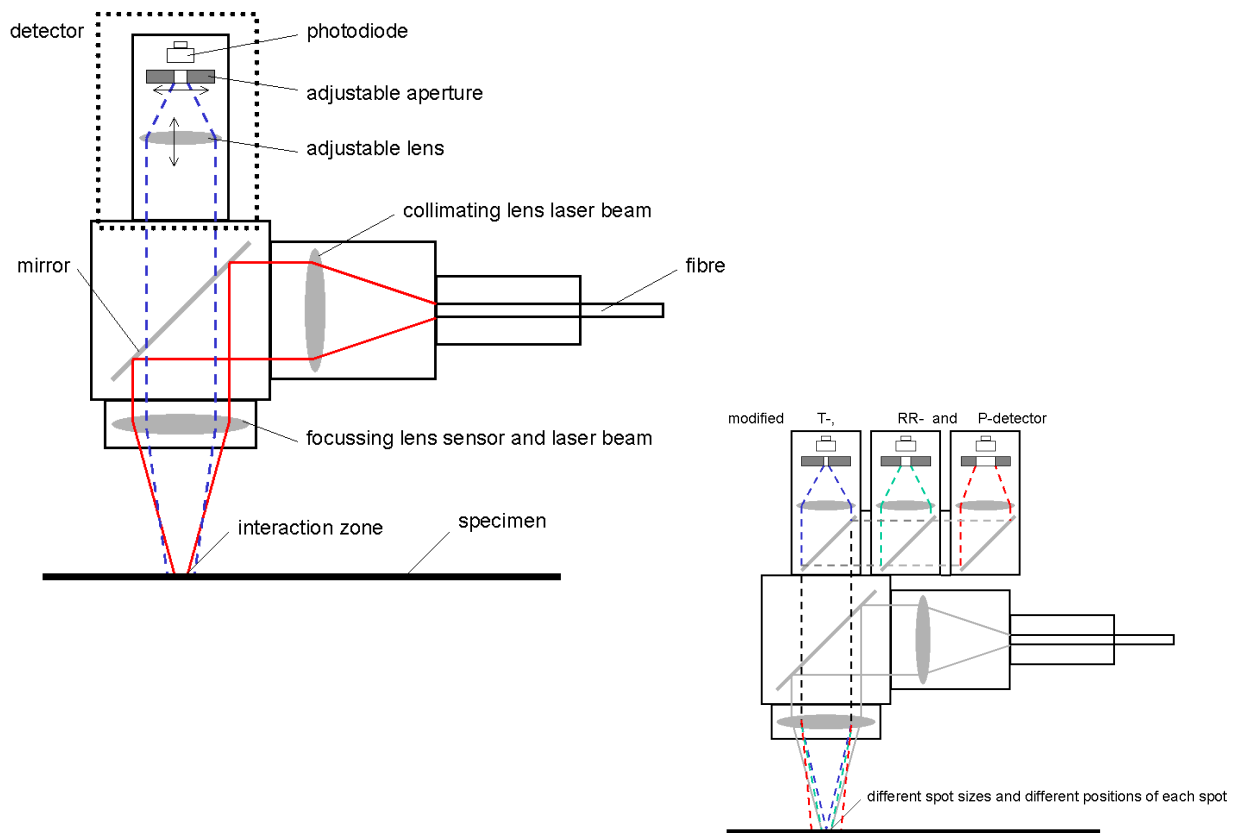 detector
photodiode
adjustable aperture
adjustable lens
collimating lens laser beam
mirror
fibre
focussing lens sensor and laser beam
interaction zone
specimen
modified T-, RR- and P-detector
different spot sizes and different positions of each spot